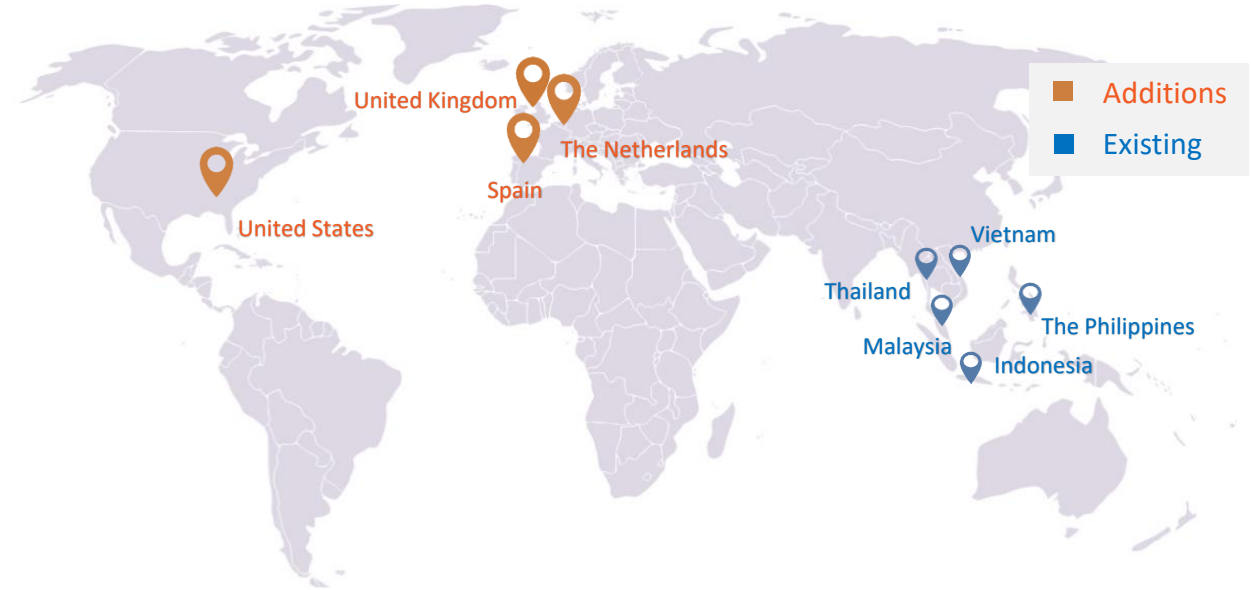 Additions
Existing
United Kingdom
The Netherlands
Spain
United States
Vietnam
Thailand
The Philippines
Malaysia
Indonesia